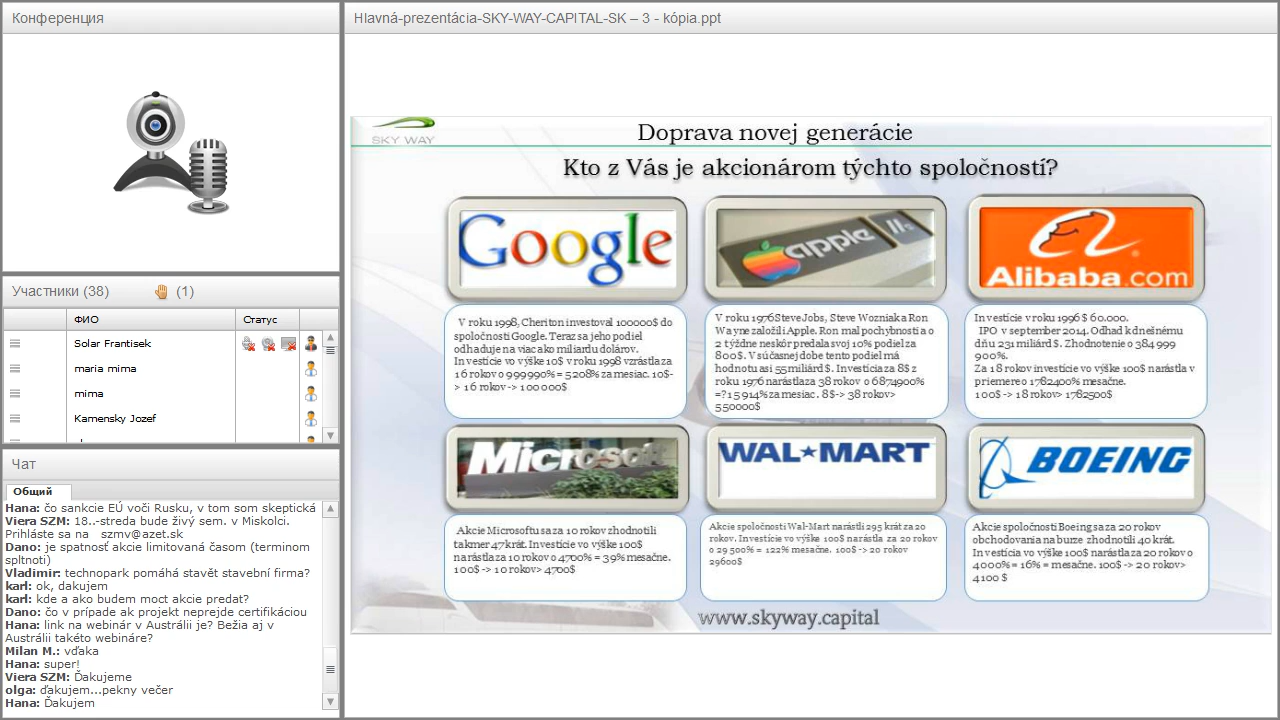 Конференция
Участники (38) (1)
ФИО Статус
Solar Frantisek
maria mima
mima
Kamensky Jozef
Чат
Общий
Hana: čo sankcie EÚ voči Rusku, v tom som skeptická
Viera SZM: 18..-streda bude živý sem. v Miskolci.
Prihláste sa na szmv@azet.sk
Dano: je spatnosť akcie limitovaná časom (terminom
spltnoti)
Vladimir: technopark pomáhá stavět stavební firma?
karl: ok, dakujem
karl: kde a ako budem moct akcie predat?
Dano: čo v prípade ak projekt neprejde certifikáciou
Hana: link na webinár v Austrálii je? Bežia aj v
Austrálii takéto webináre?
Milan M.: vďaka
Hana: super!
Viera SZM: Ďakujeme
olga: ďakujem...pekny večer
Hana: Ďakujem
Hlavná-prezentácia-SKY-WAY-CAPITAL-SK – 3 - kópia.ppt
SKY WAY
Doprava novej generácie
Kto z Vás je akcionárom týchto spoločností?
Google
apple
Alibaba.com
V roku 1998, Cheriton investoval 100000$ do
spoločnosti Google. Teraz sa jeho podiel
odhaduje na viac ako miliardu dolárov.
Investície vo výške 10$ v roku 1998 vzrástla za
16 rokov o 999990% = 5208% za mesiac. 10$-
> 16 rokov -> 100 000$
V roku 1976 Steve Jobs, Steve Wozniak a Ron
Wayne založili Apple. Ron mal pochybnosti a o
2 týždne neskôr predala svoj 10% podiel za
800$. V súčasnej dobe tento podiel má
hodnotu asi 55 miliárd $. Investícia za 8$ z
roku 1976 narástla za 38 rokov o 6874900%
=?15 914% za mesiac. 8$-> 38 rokov>
550000$
Investície v roku 1996 $ 60.000.
IPO v september 2014. Odhad k dnešnému
dňu 231 miliárd $. Zhodnotenie o 384 999
900%.
Za 18 rokov investície vo výške 100$ narástla v
priemere o 1782400% mesačne.
100$ -> 18 rokov> 1782500$
Microsoft
WAL★MART
BOEING
Akcie Microsoftu sa za 10 rokov zhodnotili
takmer 47 krát. Investície vo výške 100$
narástla za 10 rokov o 4700% = 39% mesačne.
100$ -> 10 rokov> 4700$
Akcie spoločnosti Wal-Mart narástli 295 krát za 20
rokov. Investície vo výške 100$ narástla za 20 rokov
o 29 500% = 122% mesačne. 100$ -> 20 rokov
29600$
Akcie spoločnosti Boeing sa za 20 rokov
obchodovania na burze zhodnotili 40 krát.
Investícia vo výške 100$ narástla za 20 rokov o
4000% = 16% = mesačne. 100$ -> 20 rokov>
4100 $
www.skyway.capital